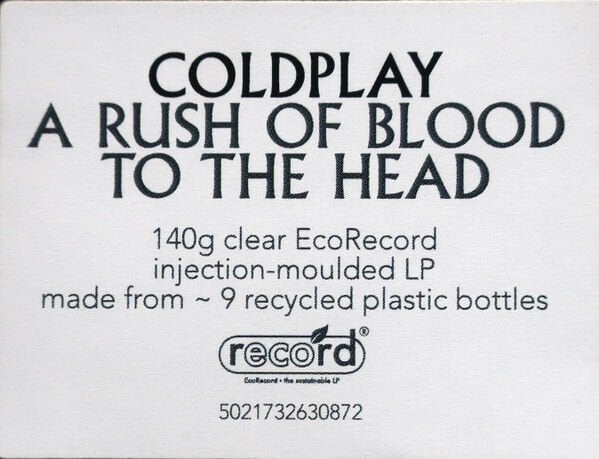 COLDPLAY
A RUSH OF BLOOD
TO THE HEAD
140g clear EcoRecord
injection-moulded LP
made from ~ 9 recycled plastic bottles
record®
EcoRecord • the sustainable LP
5021732630872